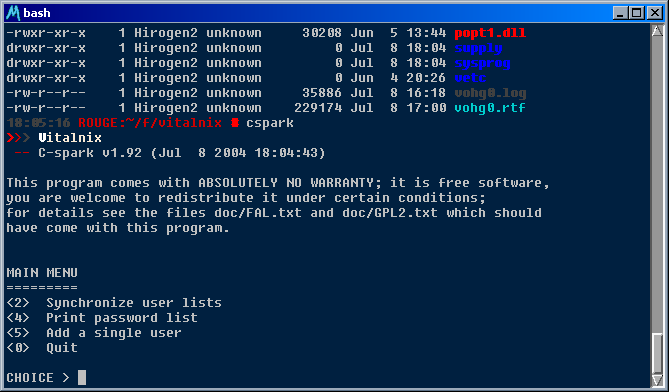 bash
-rwxr-xr-x    1 Hirogen2 unknown     30208 Jun  5 13:44 popt1.dll
drwxr-xr-x    1 Hirogen2 unknown         0 Jul  8 18:04 supply
drwxr-xr-x    1 Hirogen2 unknown         0 Jul  8 18:04 sysprog
drwxr-xr-x    1 Hirogen2 unknown         0 Jun  4 20:26
-rw-r--r--    1 Hirogen2 unknown     35886 Jul  8 16:18 vohg0.log
-rw-r--r--    1 Hirogen2 unknown    229174 Jul  8 17:00 vohg0.rtf
18:05:16 ROUGE:~/f/vitalnix # cspark
>>> Vitalnix
 -- C-spark v1.92 (Jul  8 2004 18:04:43)
This program comes with ABSOLUTELY NO WARRANTY; it is free software,
you are welcome to redistribute it under certain conditions;
for details see the files doc/FAL.txt and doc/GPL2.txt which should
have come with this program.
MAIN MENU
=========
<2>  Synchronize user lists
<4>  Print password list
<5>  Add a single user
<0>  Quit
CHOICE >